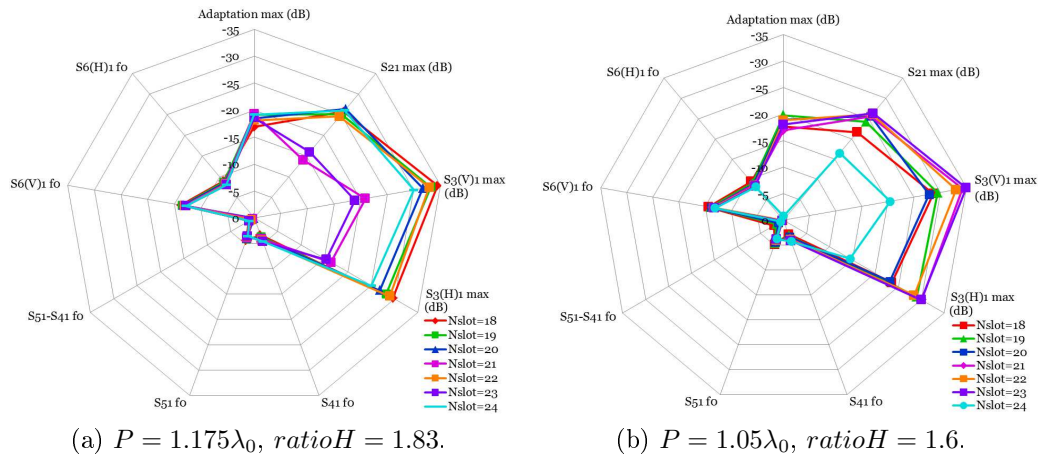 Adaptation max (dB)
-35
-30
-25
-20
-15
-10
-5
0
S21 max (dB)
S3(V)1 max
(dB)
S3(H)1 max
(dB)
S41 fo
S51 fo
S51-S41 fo
S6(V)1 fo
S6(H)1 fo
Nslot=18
Nslot=19
Nslot=20
Nslot=21
Nslot=22
Nslot=23
Nslot=24
(a) P = 1.175λ₀, ratioH = 1.83.
Adaptation max (dB)
-35
-30
-25
-20
-15
-10
-5
0
S21 max (dB)
S3(V)1 max
(dB)
S3(H)1 max
(dB)
S41 fo
S51 fo
S51-S41 fo
S6(V)1 fo
S6(H)1 fo
Nslot=18
Nslot=19
Nslot=20
Nslot=21
Nslot=22
Nslot=23
Nslot=24
(b) P = 1.05λ₀, ratioH = 1.6.